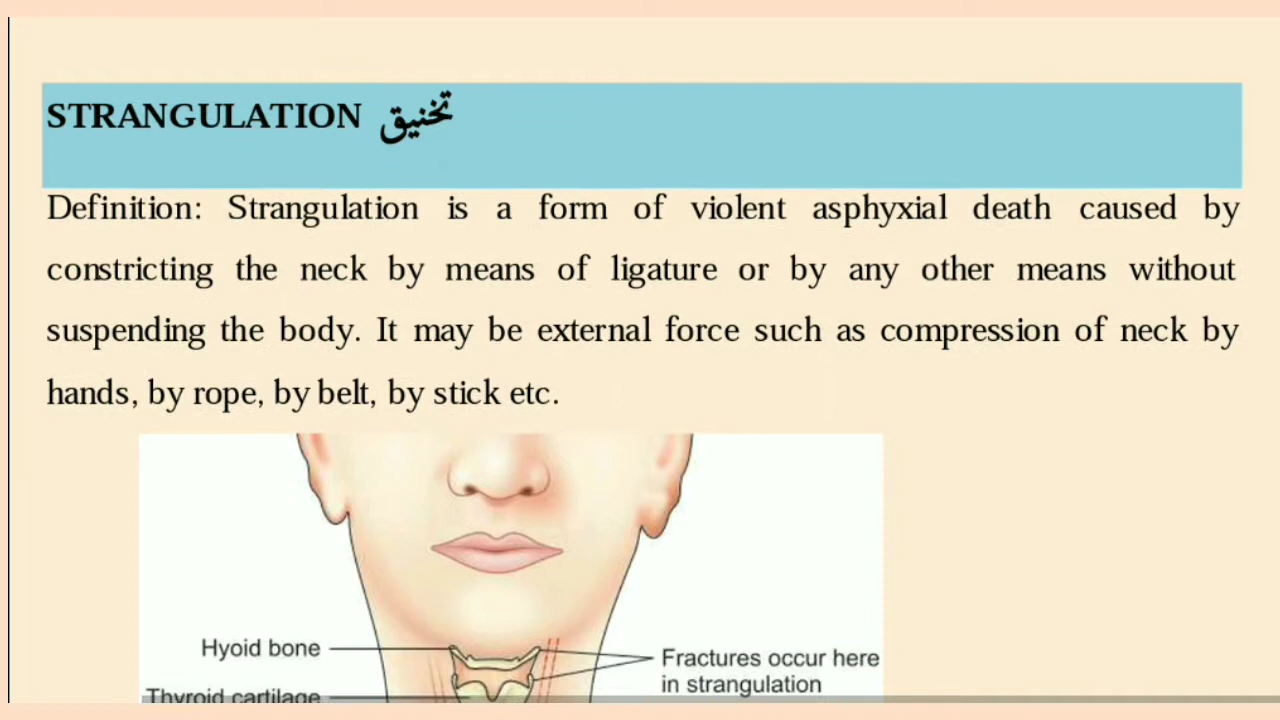 STRANGULATION تخنیق
Definition: Strangulation is a form of violent asphyxial death caused by
constricting the neck by means of ligature or by any other means without
suspending the body. It may be external force such as compression of neck by
hands, by rope, by belt, by stick etc.
Hyoid bone
Fractures occur here
in strangulation
Thyroid cartilage